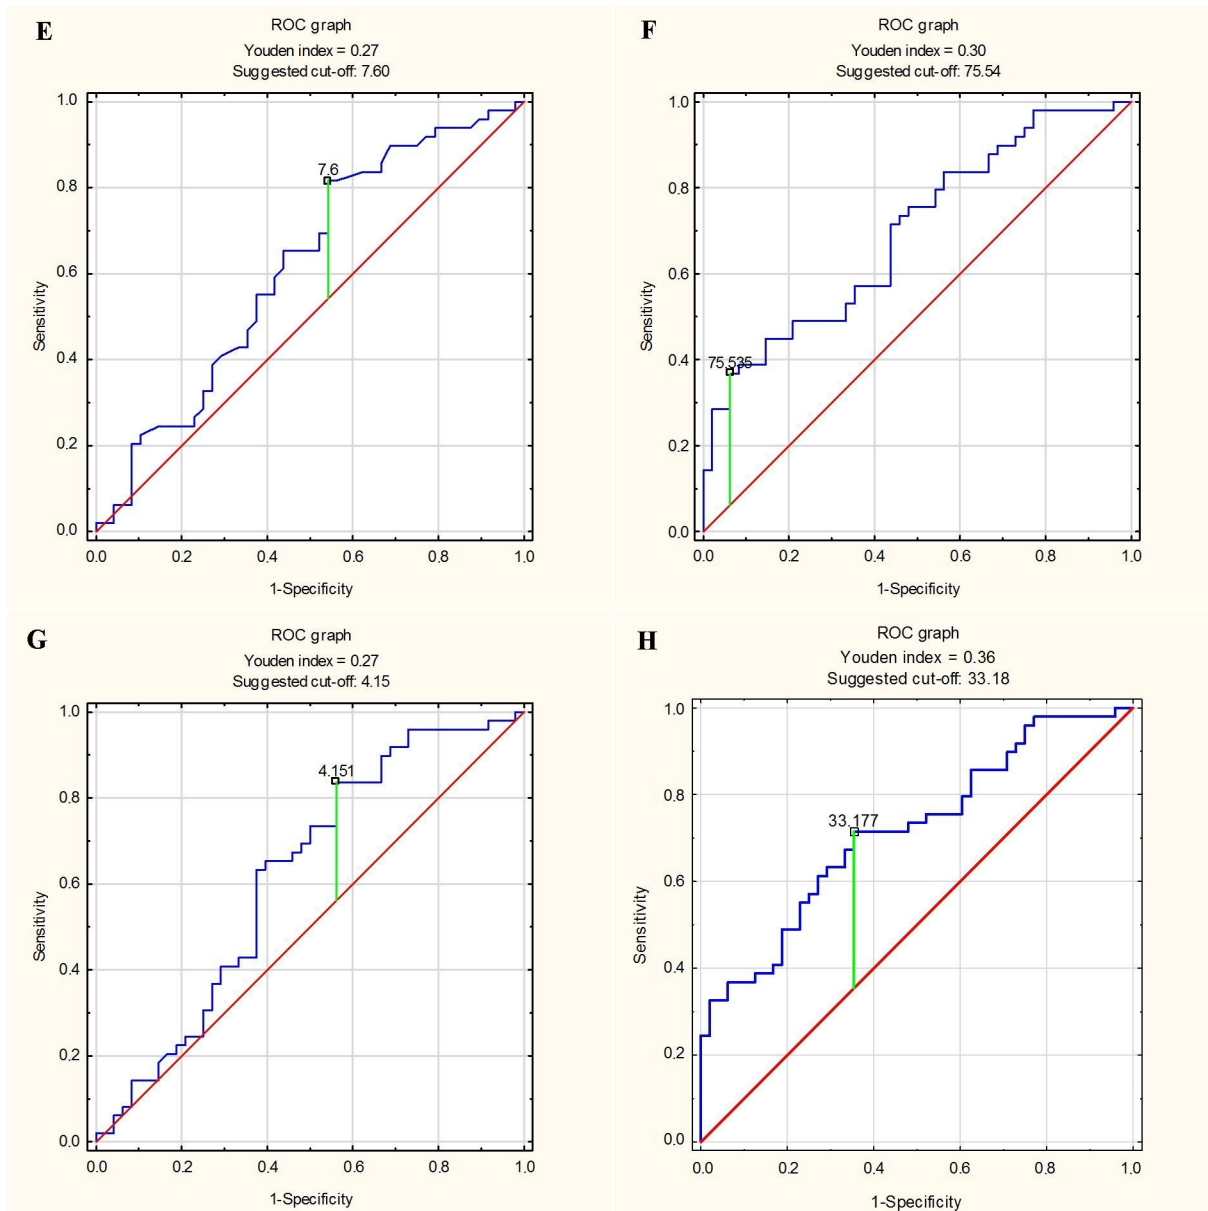 E
ROC graph
Youden index = 0.27
Suggested cut-off: 7.60
1.0
0.8
0.6
0.4
0.2
0.0
Sensitivity
7.6
0.0 0.2 0.4 0.6 0.8 1.0
1-Specificity
F
ROC graph
Youden index = 0.30
Suggested cut-off: 75.54
1.0
0.8
0.6
0.4
0.2
0.0
Sensitivity
75.535
0.0 0.2 0.4 0.6 0.8 1.0
1-Specificity
G
ROC graph
Youden index = 0.27
Suggested cut-off: 4.15
1.0
0.8
0.6
0.4
0.2
0.0
Sensitivity
4.151
0.0 0.2 0.4 0.6 0.8 1.0
1-Specificity
H
ROC graph
Youden index = 0.36
Suggested cut-off: 33.18
1.0
0.8
0.6
0.4
0.2
0.0
Sensitivity
33.177
0.0 0.2 0.4 0.6 0.8 1.0
1-Specificity